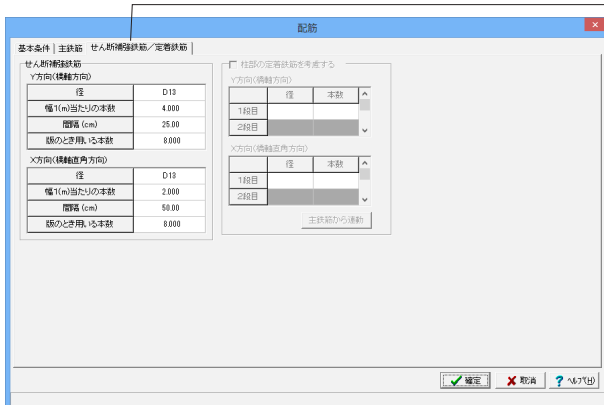 配筋
基本条件 主鉄筋 せん断補強鉄筋／定着鉄筋
せん断補強鉄筋
Y方向(橋軸方向)
径 D13
幅1(m)当たりの本数 4.000
間隔 (cm) 25.00
版のとき用いる本数 8.000
X方向(橋軸直角方向)
径 D13
幅1(m)当たりの本数 2.000
間隔 (cm) 50.00
版のとき用いる本数 8.000
柱部の定着鉄筋を考慮する
Y方向(橋軸方向)
径 本数
1段目
2段目
X方向(橋軸直角方向)
径 本数
1段目
2段目
主鉄筋から連動
確定 取消 ? ヘルプ(H)